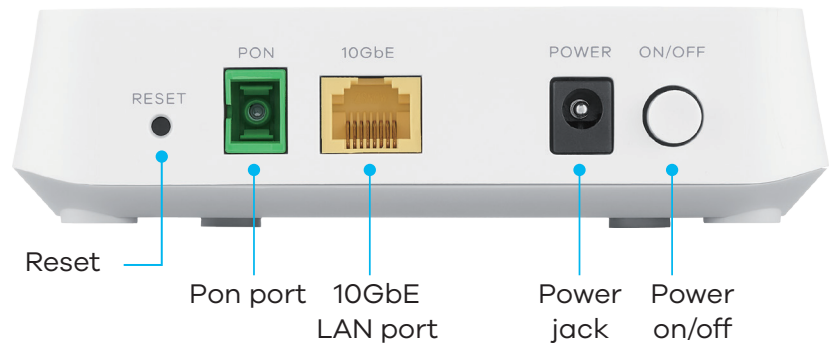 PON
10GbE
POWER
ON/OFF
RESET
Reset
Pon port
10GbE
LAN port
Power
jack
Power
on/off